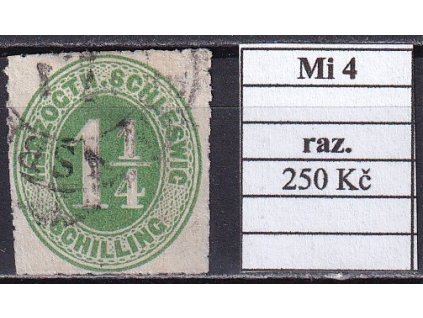 HERZOGTH SCHLESWIG
1 1/4
SCHILLING
Mi 4
raz.
250 Kč